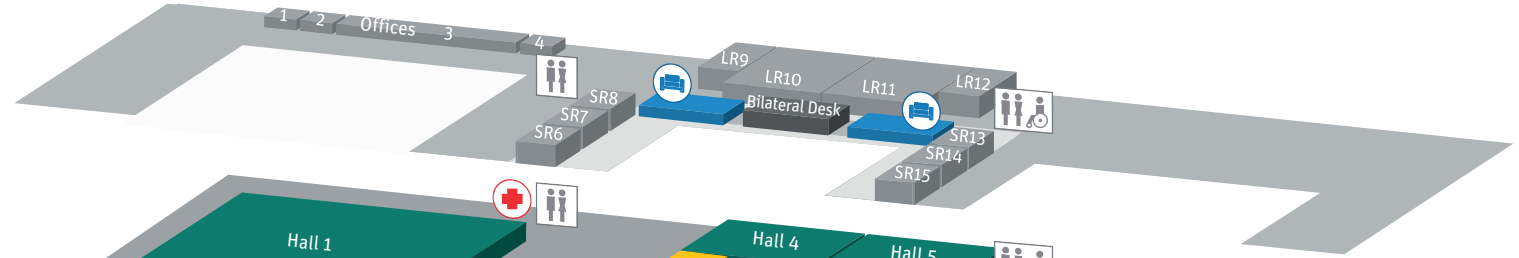 1
2
Offices 3
4
LR9
LR10
LR11
LR12
SR8
SR7
SR6
Bilateral Desk
SR13
SR14
SR15
Hall 1
Hall 4
Hall 5